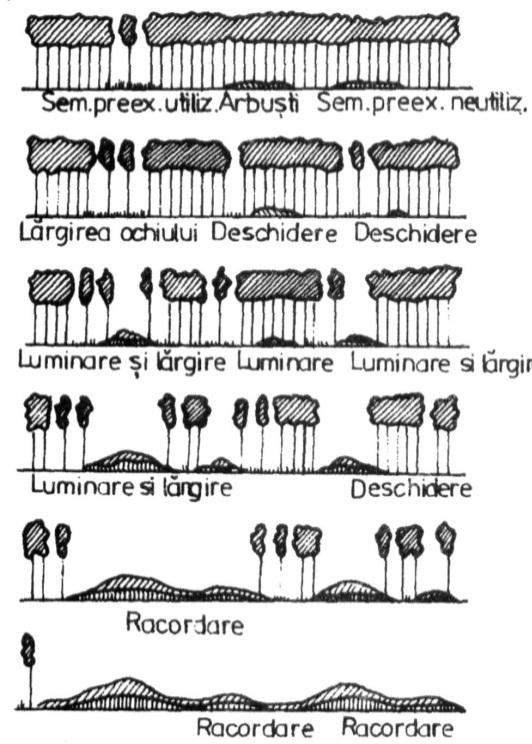 Sem.preex.utiliz.Arbuști Sem.preex.neutiliz.
Lărgirea ochiului Deschidere Deschidere
Luminare și lărgire Luminare Luminare si lărgir
Luminare si lărgire Deschidere
Racordare
Racordare Racordare